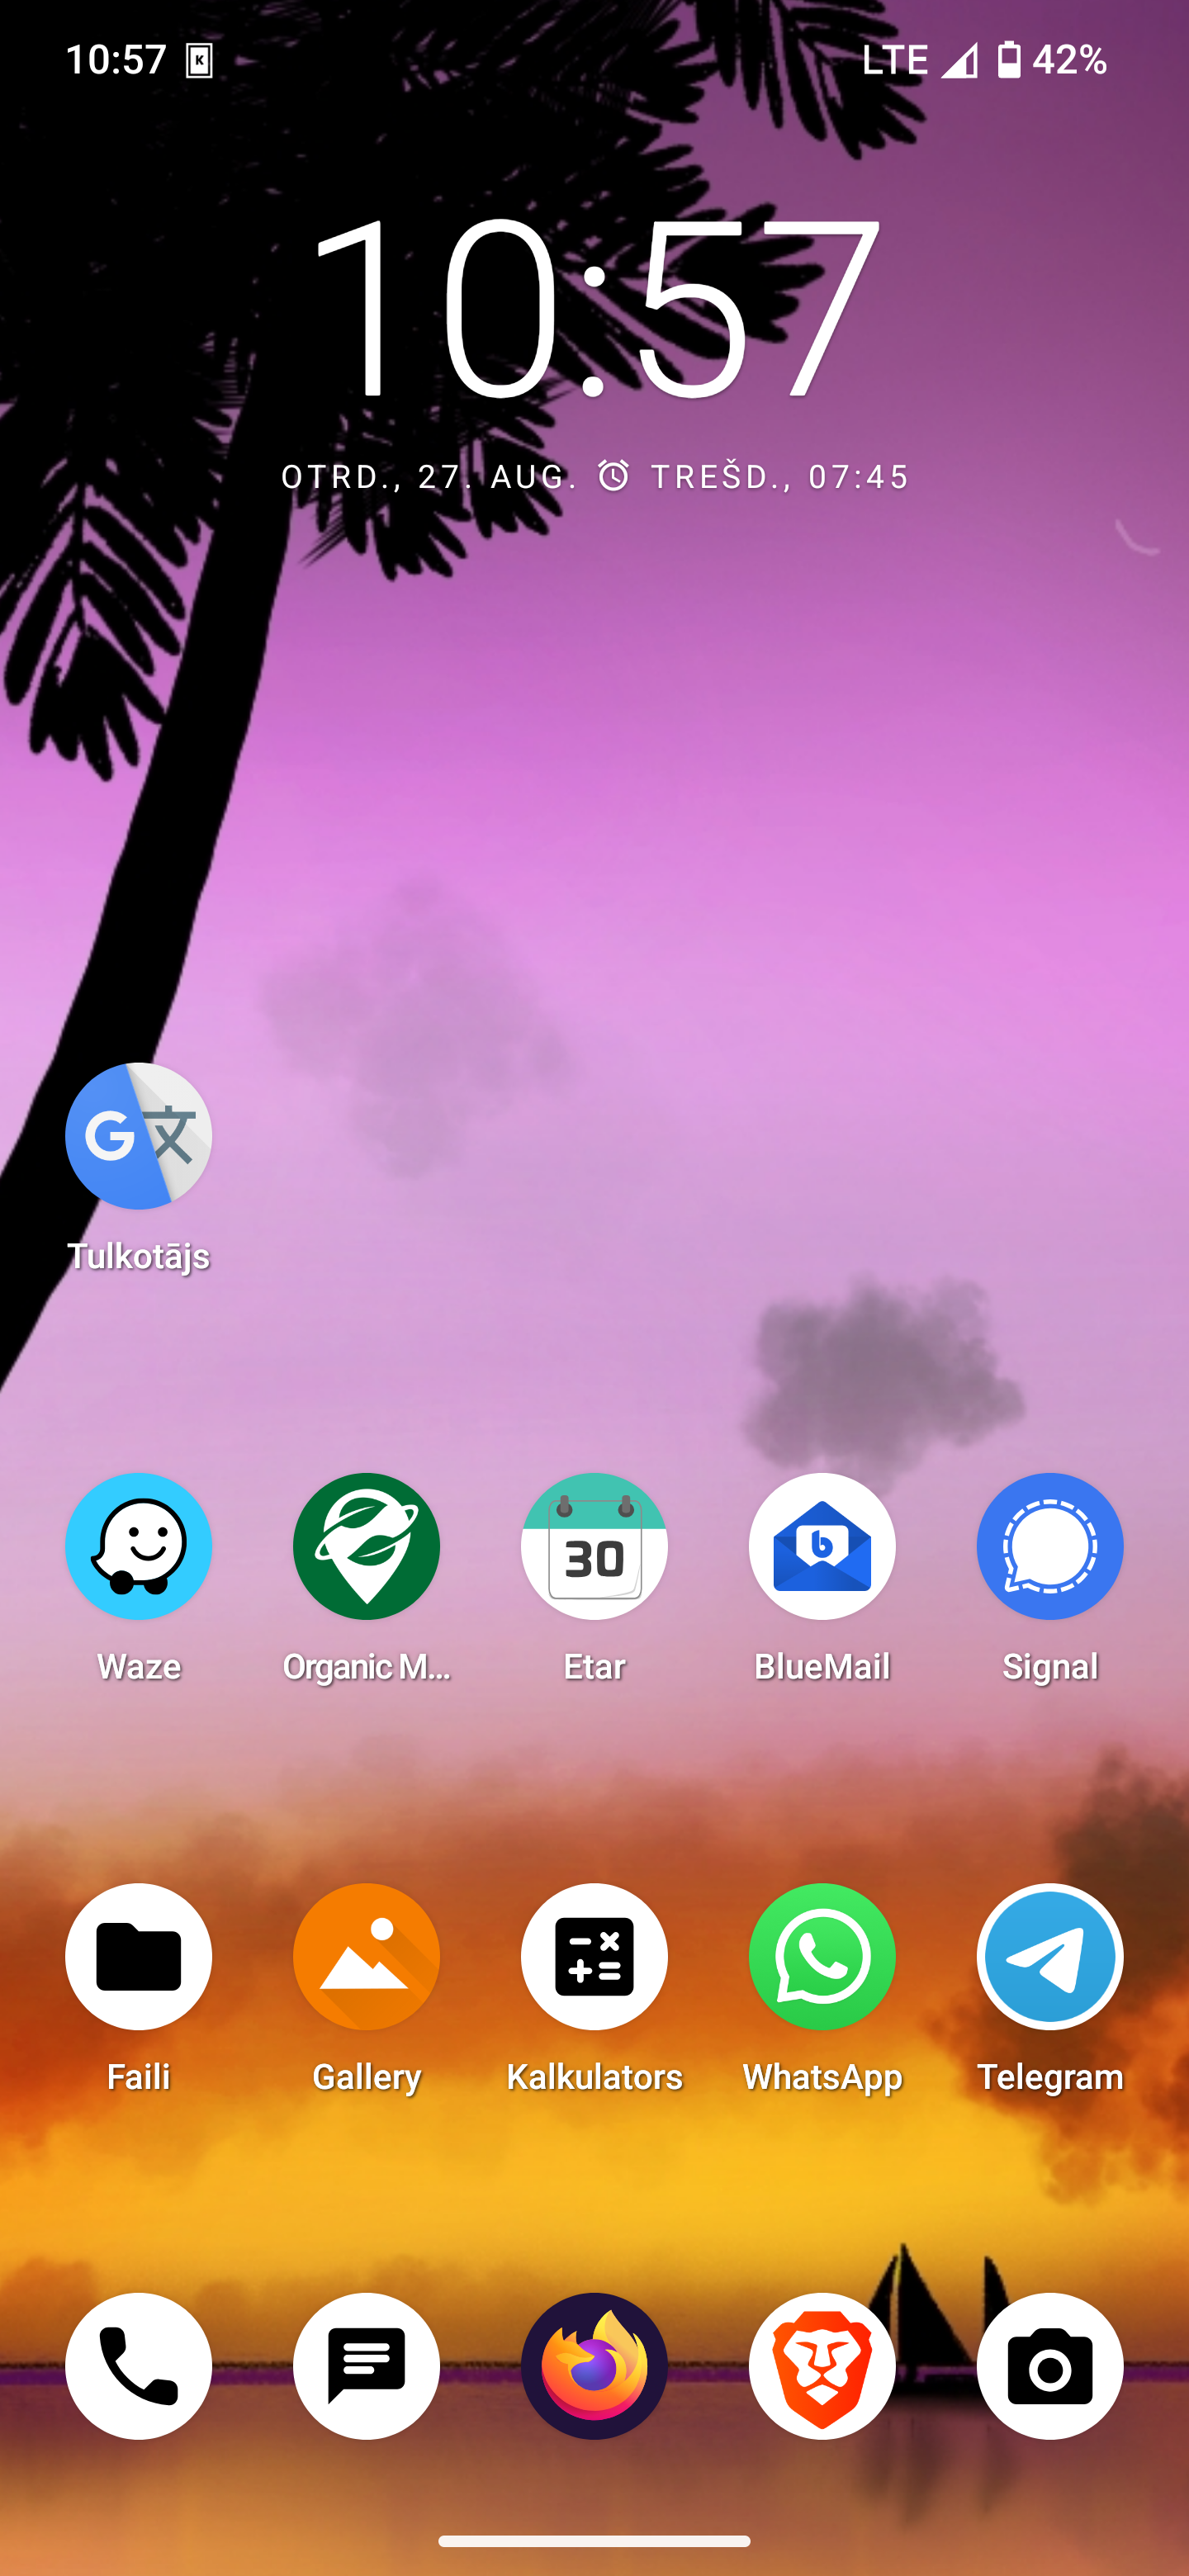 10:57 K LTE 42%
10:57
OTRD., 27. AUG. TREŠD., 07:45
G 文
Tulkotājs
30 b
Waze Organic M... Etar BlueMail Signal
Faili Gallery Kalkulators WhatsApp Telegram